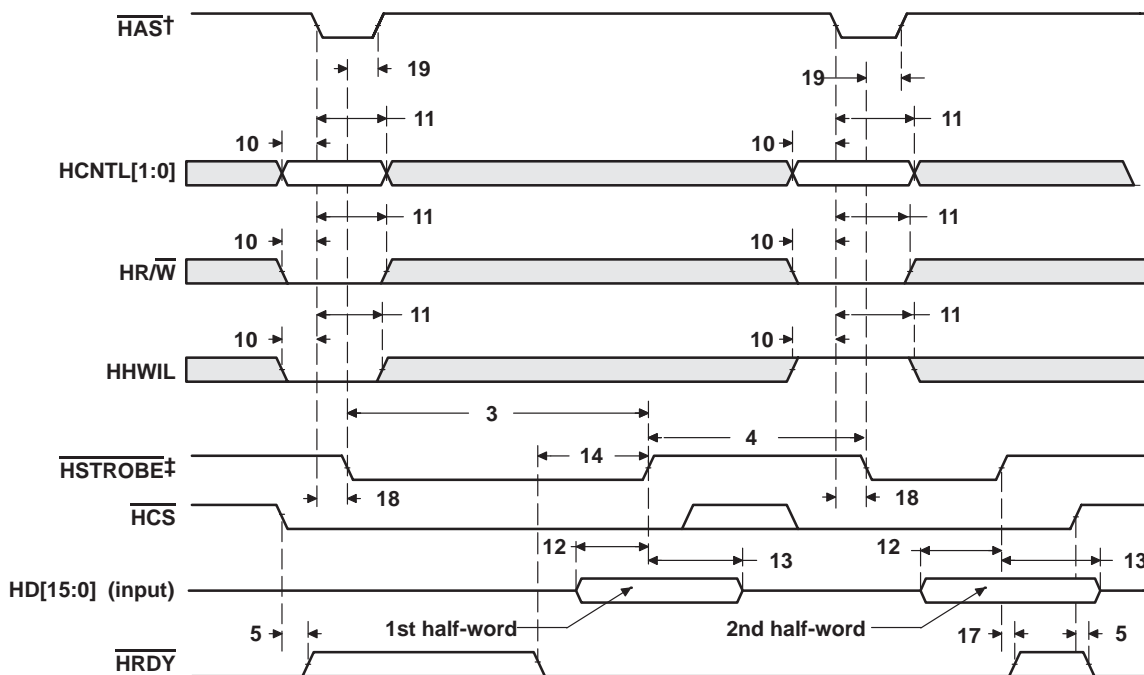 HAS†
19
19
11
11
10
10
HCNTL[1:0]
11
11
10
10
HR/W
11
11
10
10
HHWIL
3
4
14
HSTROBE‡
18
18
HCS
12
12
13
13
HD[15:0] (input)
1st half-word
2nd half-word
5
17
5
HRDY